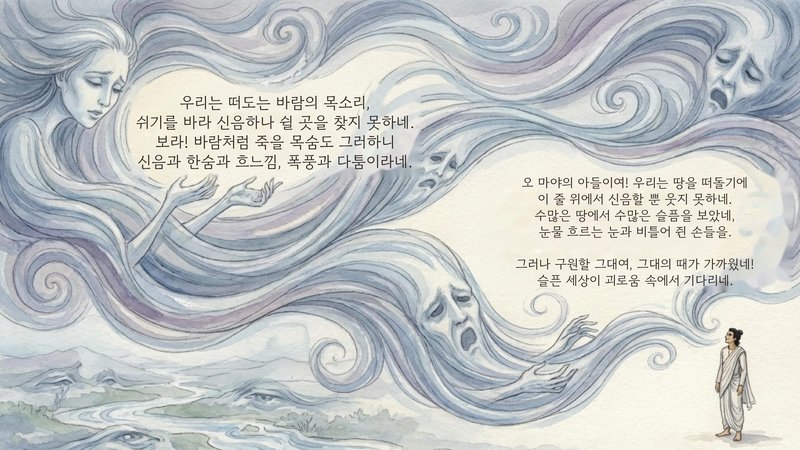 우리는 떠도는 바람의 목소리,
쉬기를 바라 신음하나 쉴 곳을 찾지 못하네.
보라! 바람처럼 죽을 목숨도 그러하니
신음과 한숨과 흐느낌, 폭풍과 다툼이라네.
오 마야의 아들이여! 우리는 땅을 떠돌기에
이 줄 위에서 신음할 뿐 웃지 못하네.
수많은 땅에서 수많은 슬픔을 보았네,
눈물 흐르는 눈과 비틀어 쥔 손들을.
그러나 구원할 그대여, 그대의 때가 가까웠네!
슬픈 세상이 괴로움 속에서 기다리네.